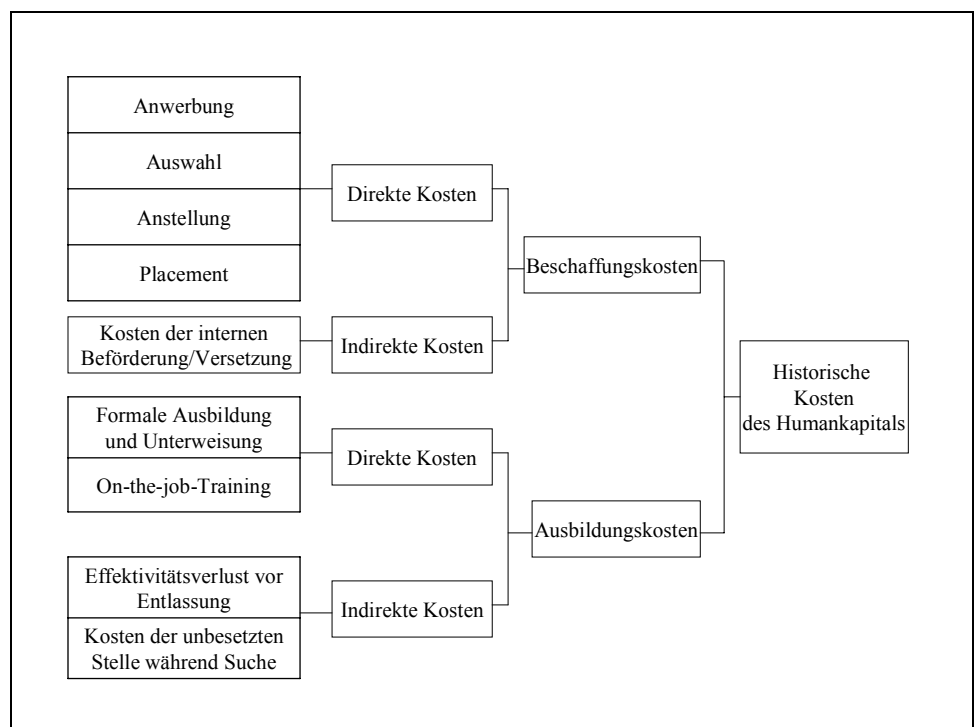 Anwerbung
Auswahl
Anstellung
Placement
Direkte Kosten
Kosten der internen
Beförderung/Versetzung
Indirekte Kosten
Beschaffungskosten
Formale Ausbildung
und Unterweisung
On-the-job-Training
Direkte Kosten
Effektivitätsverlust vor
Entlassung
Kosten der unbesetzten
Stelle während Suche
Indirekte Kosten
Ausbildungskosten
Historische
Kosten
des Humankapitals